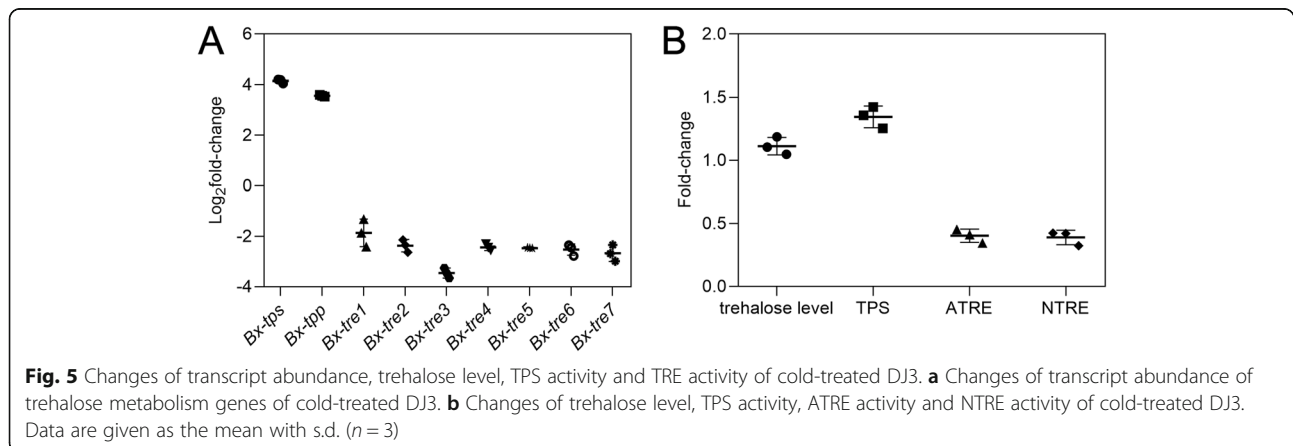 A
B
6
4
2
0
-2
-4
Log2fold-change
Bx-tps
Bx-tpp
Bx-tre1
Bx-tre2
Bx-tre3
Bx-tre4
Bx-tre5
Bx-tre6
Bx-tre7
2.0
1.5
1.0
0.5
0.0
Fold-change
trehalose level
TPS
ATRE
NTRE
Fig. 5 Changes of transcript abundance, trehalose level, TPS activity and TRE activity of cold-treated DJ3. a Changes of transcript abundance of
trehalose metabolism genes of cold-treated DJ3. b Changes of trehalose level, TPS activity, ATRE activity and NTRE activity of cold-treated DJ3.
Data are given as the mean with s.d. (n = 3)